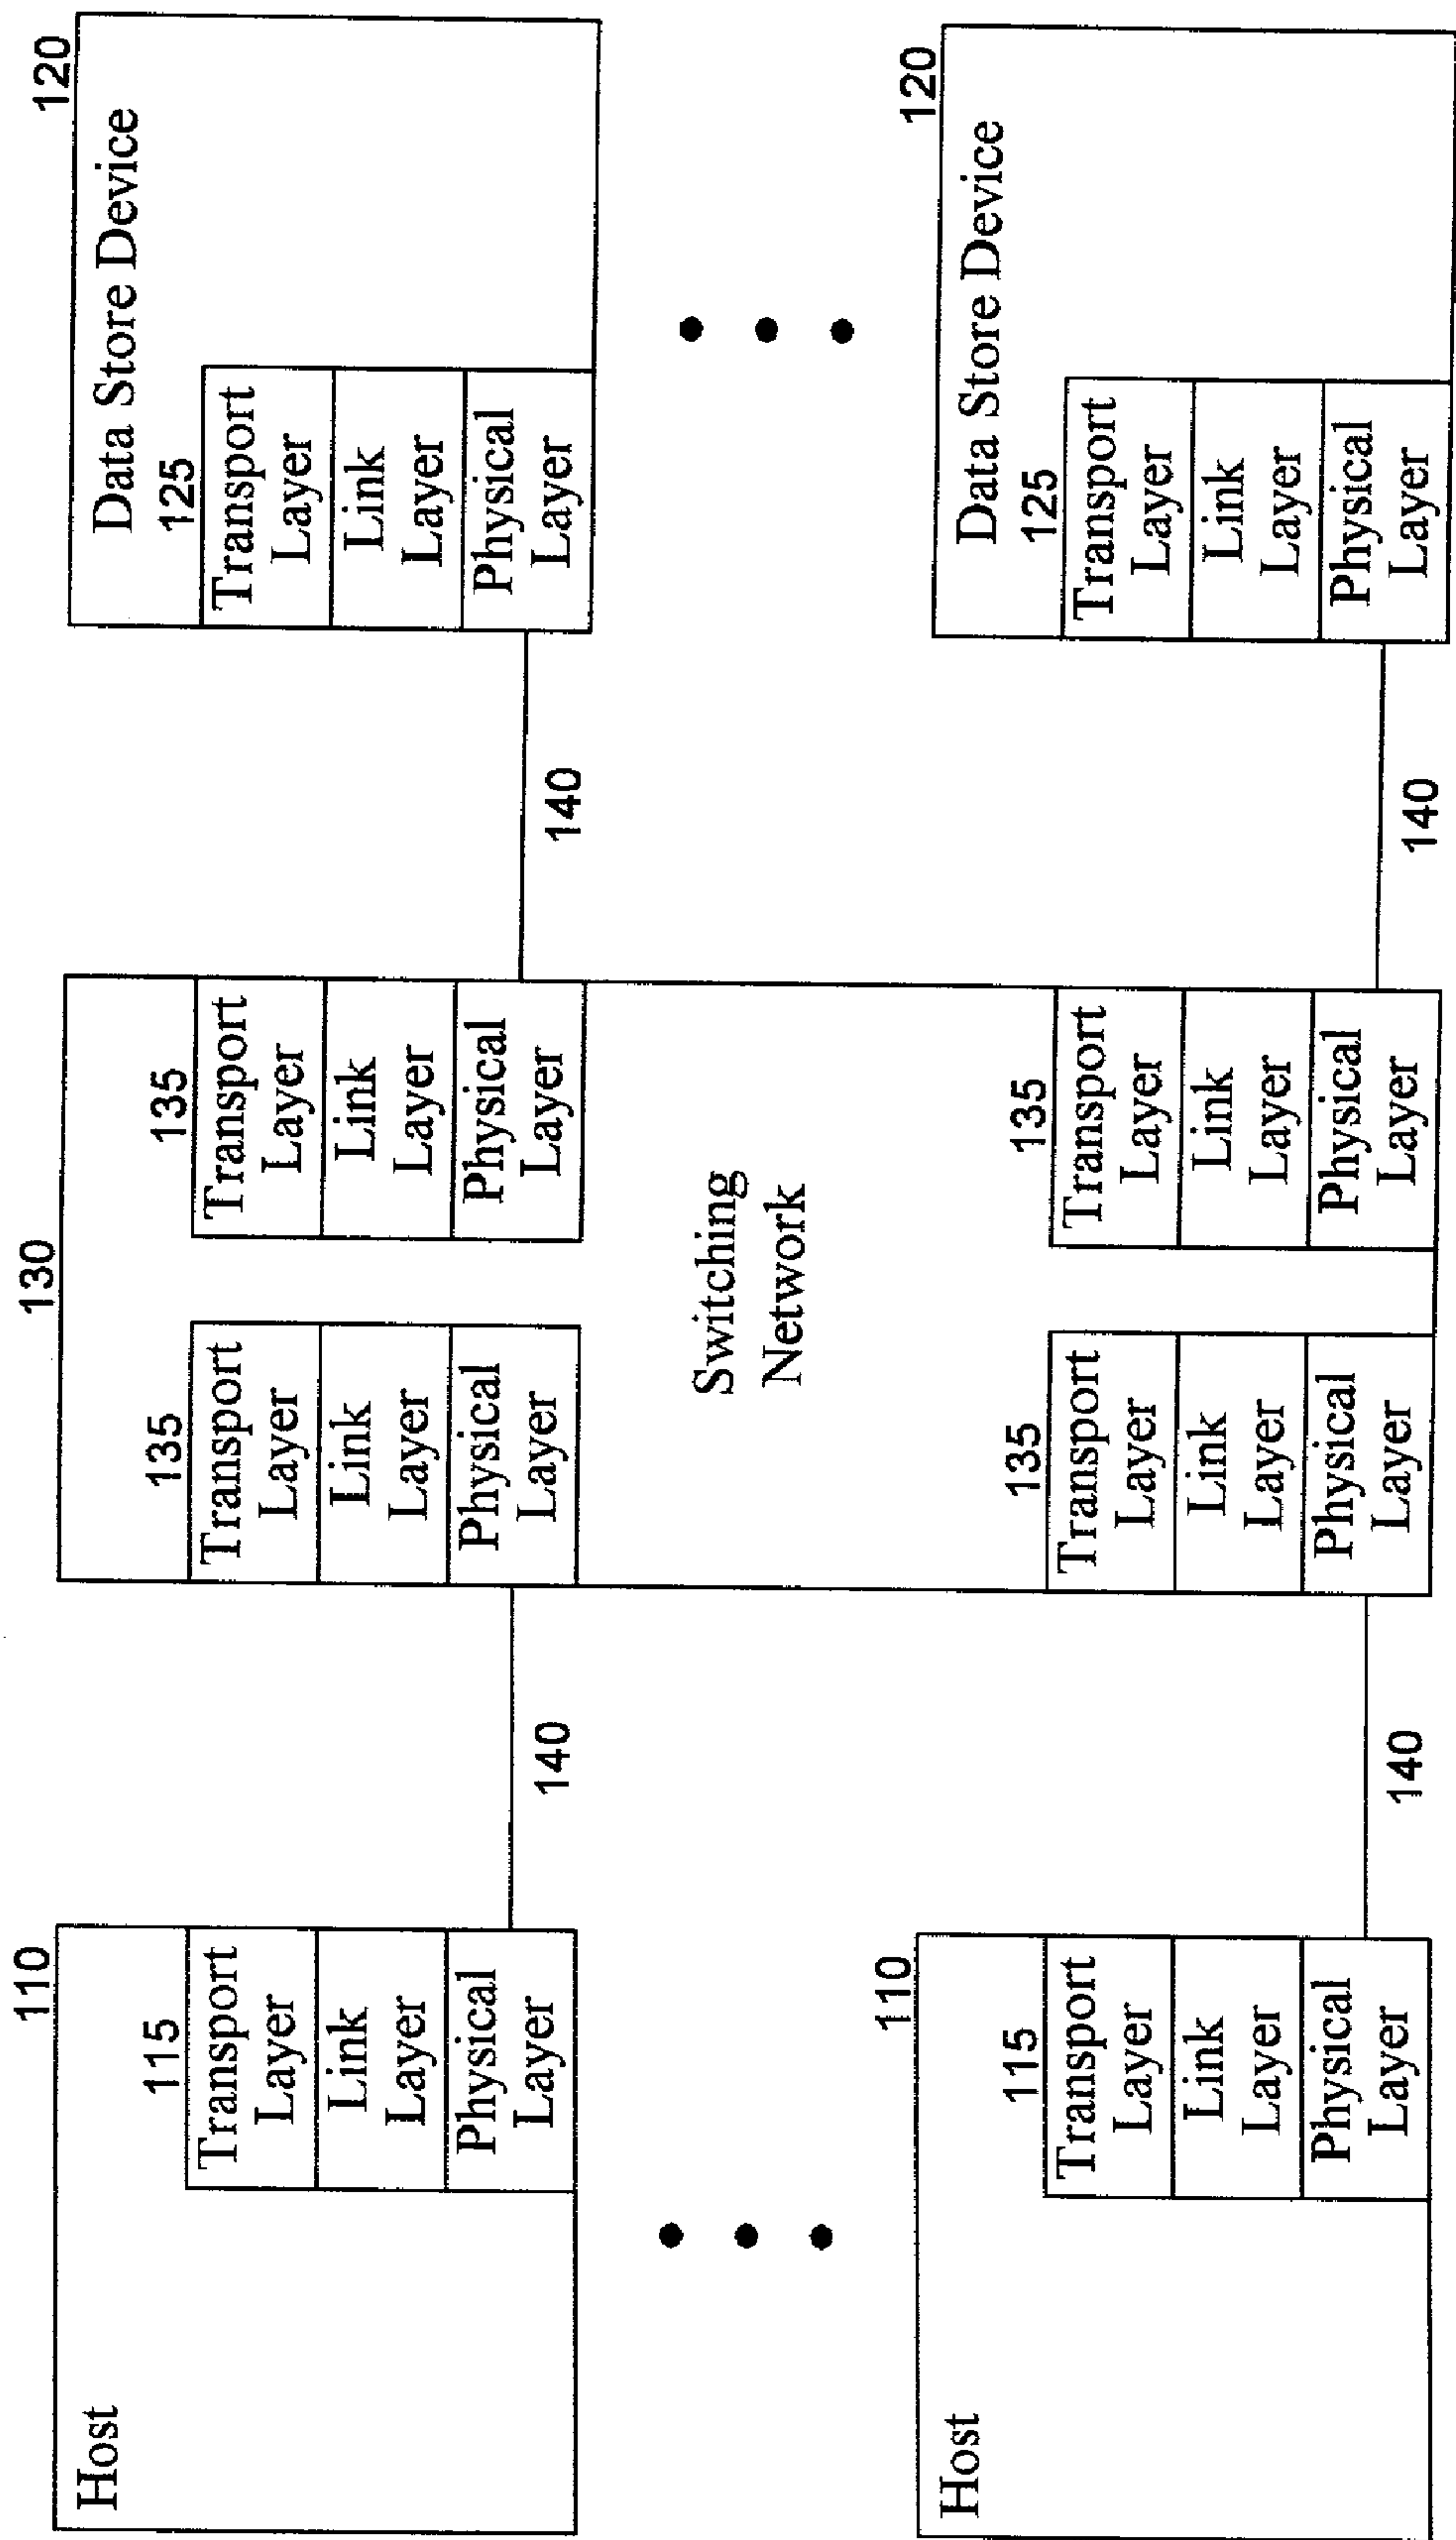 110
Host
115
Transport
Layer
Link
Layer
Physical
Layer
140
110
Host
115
Transport
Layer
Link
Layer
Physical
Layer
140
130
135
Transport
Layer
Link
Layer
Physical
Layer
135
Transport
Layer
Link
Layer
Physical
Layer
Switching
Network
135
Transport
Layer
Link
Layer
Physical
Layer
135
Transport
Layer
Link
Layer
Physical
Layer
140
140
120
Data Store Device
125
Transport
Layer
Link
Layer
Physical
Layer
120
Data Store Device
125
Transport
Layer
Link
Layer
Physical
Layer